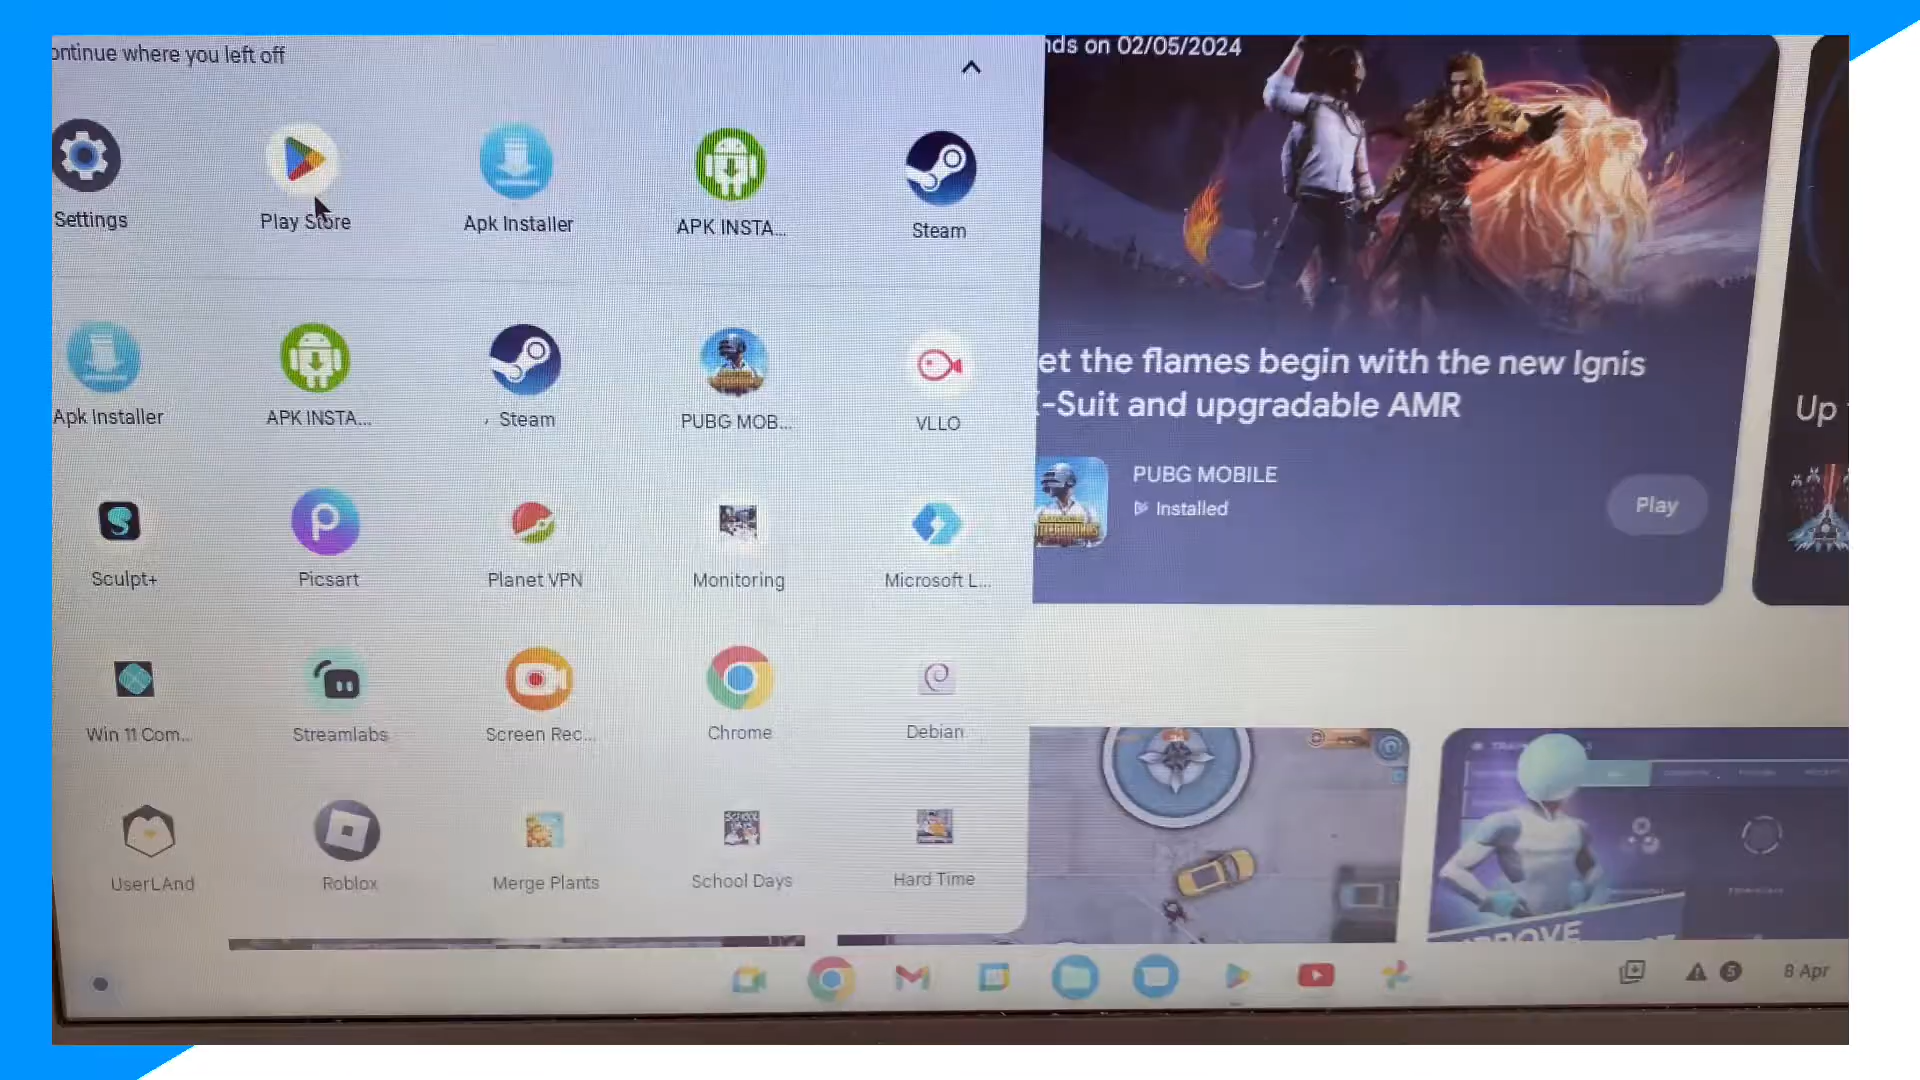 ontinue where you left off
Settings
Play Store
Apk Installer
APK INSTA...
Steam
Apk Installer
APK INSTA...
Steam
PUBG MOB...
VLLO
Sculpt+
Picsart
Planet VPN
Monitoring
Microsoft L...
Win 11 Com...
Streamlabs
Screen Rec...
Chrome
Debian
UserLAnd
Roblox
Merge Plants
School Days
Hard Time
nds on 02/05/2024
et the flames begin with the new Ignis
X-Suit and upgradable AMR
PUBG MOBILE
Installed
Play
Up
5
8 Apr